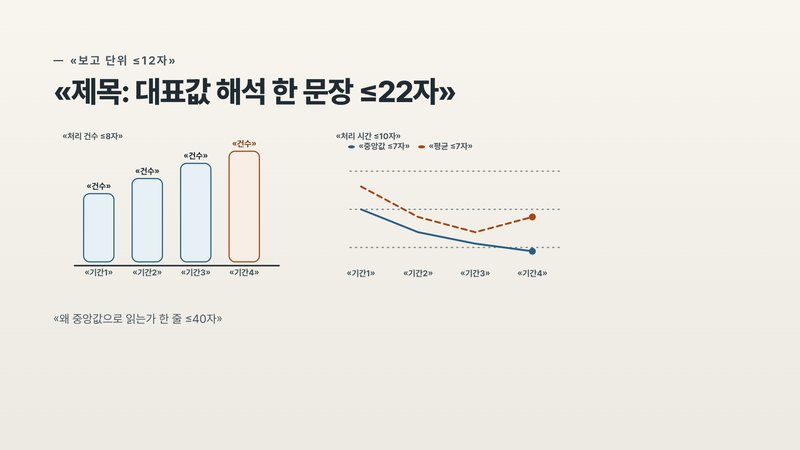 — «보고 단위 ≤12자»
«제목: 대표값 해석 한 문장 ≤22자»
«처리 건수 ≤8자»
«건수»
«건수»
«건수»
«건수»
«기간1» «기간2» «기간3» «기간4»
«처리 시간 ≤10자»
«중앙값 ≤7자» «평균 ≤7자»
«기간1» «기간2» «기간3» «기간4»
«왜 중앙값으로 읽는가 한 줄 ≤40자»